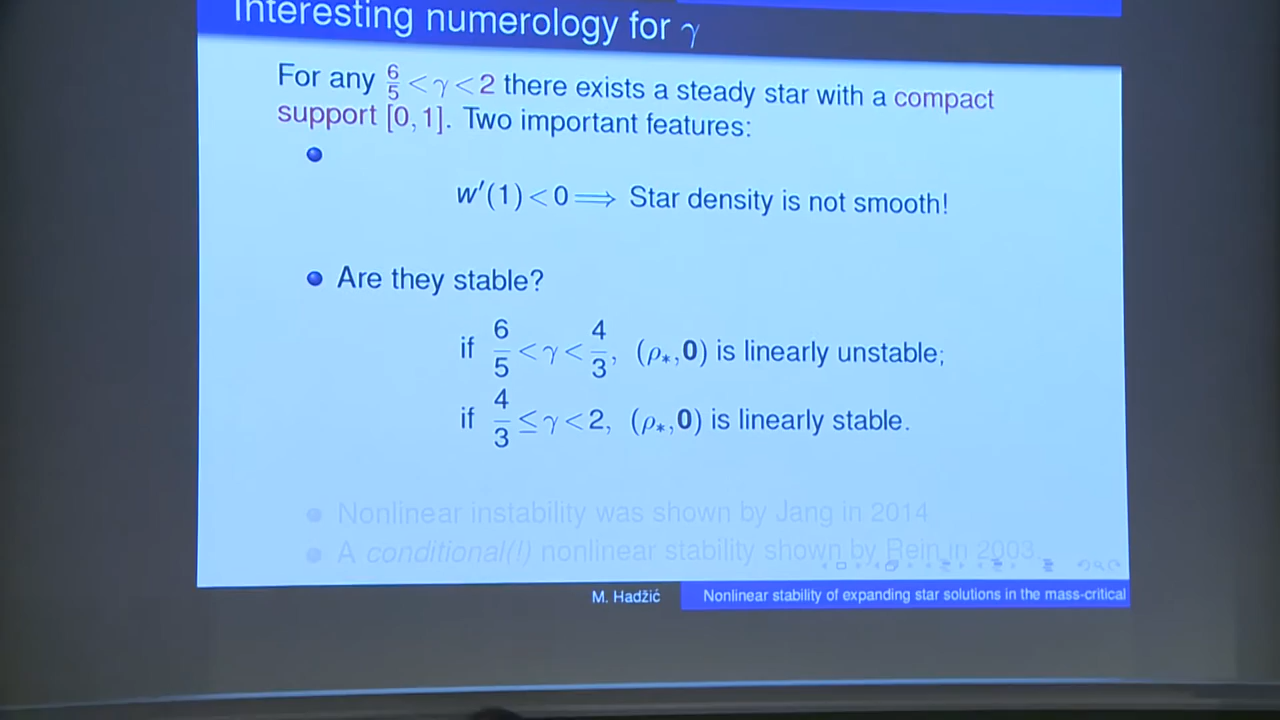 Interesting numerology for γ
For any 6/5 < γ < 2 there exists a steady star with a compact
support [0, 1]. Two important features:
w′(1) < 0 ⟹ Star density is not smooth!
Are they stable?
if 6/5 < γ < 4/3, (ρ*, 0) is linearly unstable;
if 4/3 ≤ γ < 2, (ρ*, 0) is linearly stable.
Nonlinear instability was shown by Jang in 2014
A conditional(!) nonlinear stability shown by Rein in 2003.
M. Hadžić
Nonlinear stability of expanding star solutions in the mass-critical